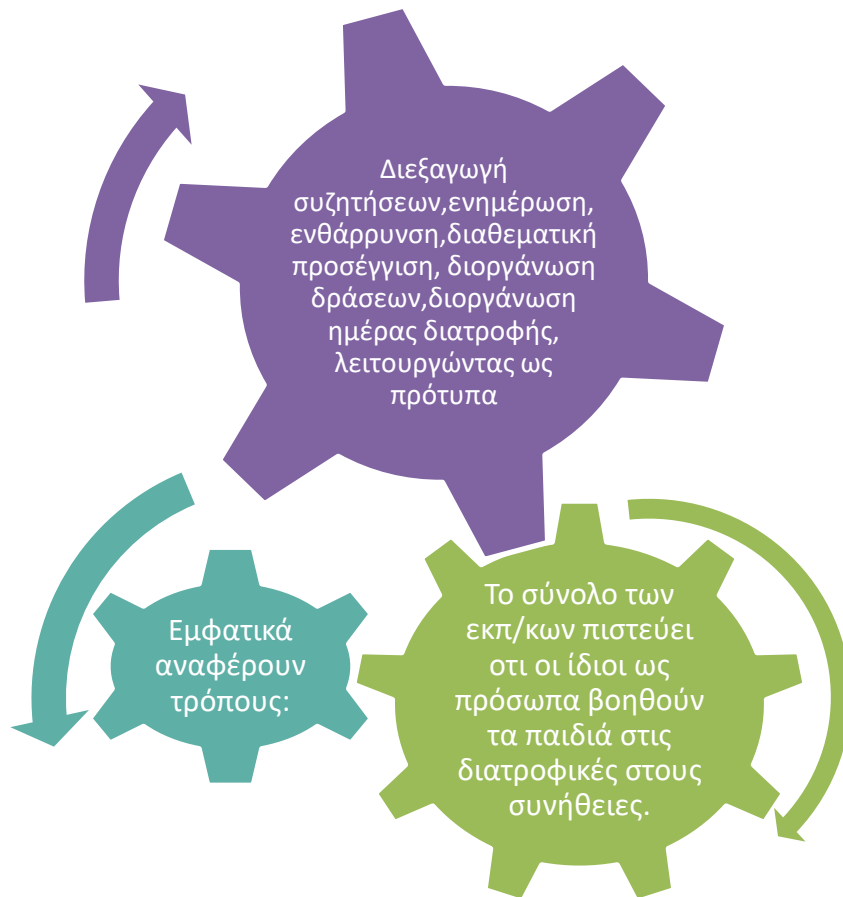 Διεξαγωγή
συζητήσεων,ενημέρωση,
ενθάρρυνση,διαθεματική
προσέγγιση, διοργάνωση
δράσεων,διοργάνωση
ημέρας διατροφής,
λειτουργώντας ως
πρότυπα
Εμφατικά
αναφέρουν
τρόπους:
Το σύνολο των
εκπ/κων πιστεύει
οτι οι ίδιοι ως
πρόσωπα βοηθούν
τα παιδιά στις
διατροφικές στους
συνήθειες.